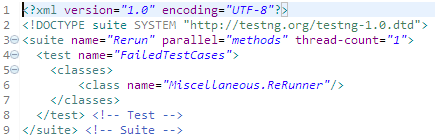 1 <?xml version="1.0" encoding="UTF-8"?>
2 <!DOCTYPE suite SYSTEM "http://testng.org/testng-1.0.dtd">
3 <suite name="Rerun" parallel="methods" thread-count="1">
4 <test name="FailedTestCases">
5 <classes>
6 <class name="Miscellaneous.ReRunner"/>
7 </classes>
8 </test> <!-- Test -->
9 </suite> <!-- Suite -->